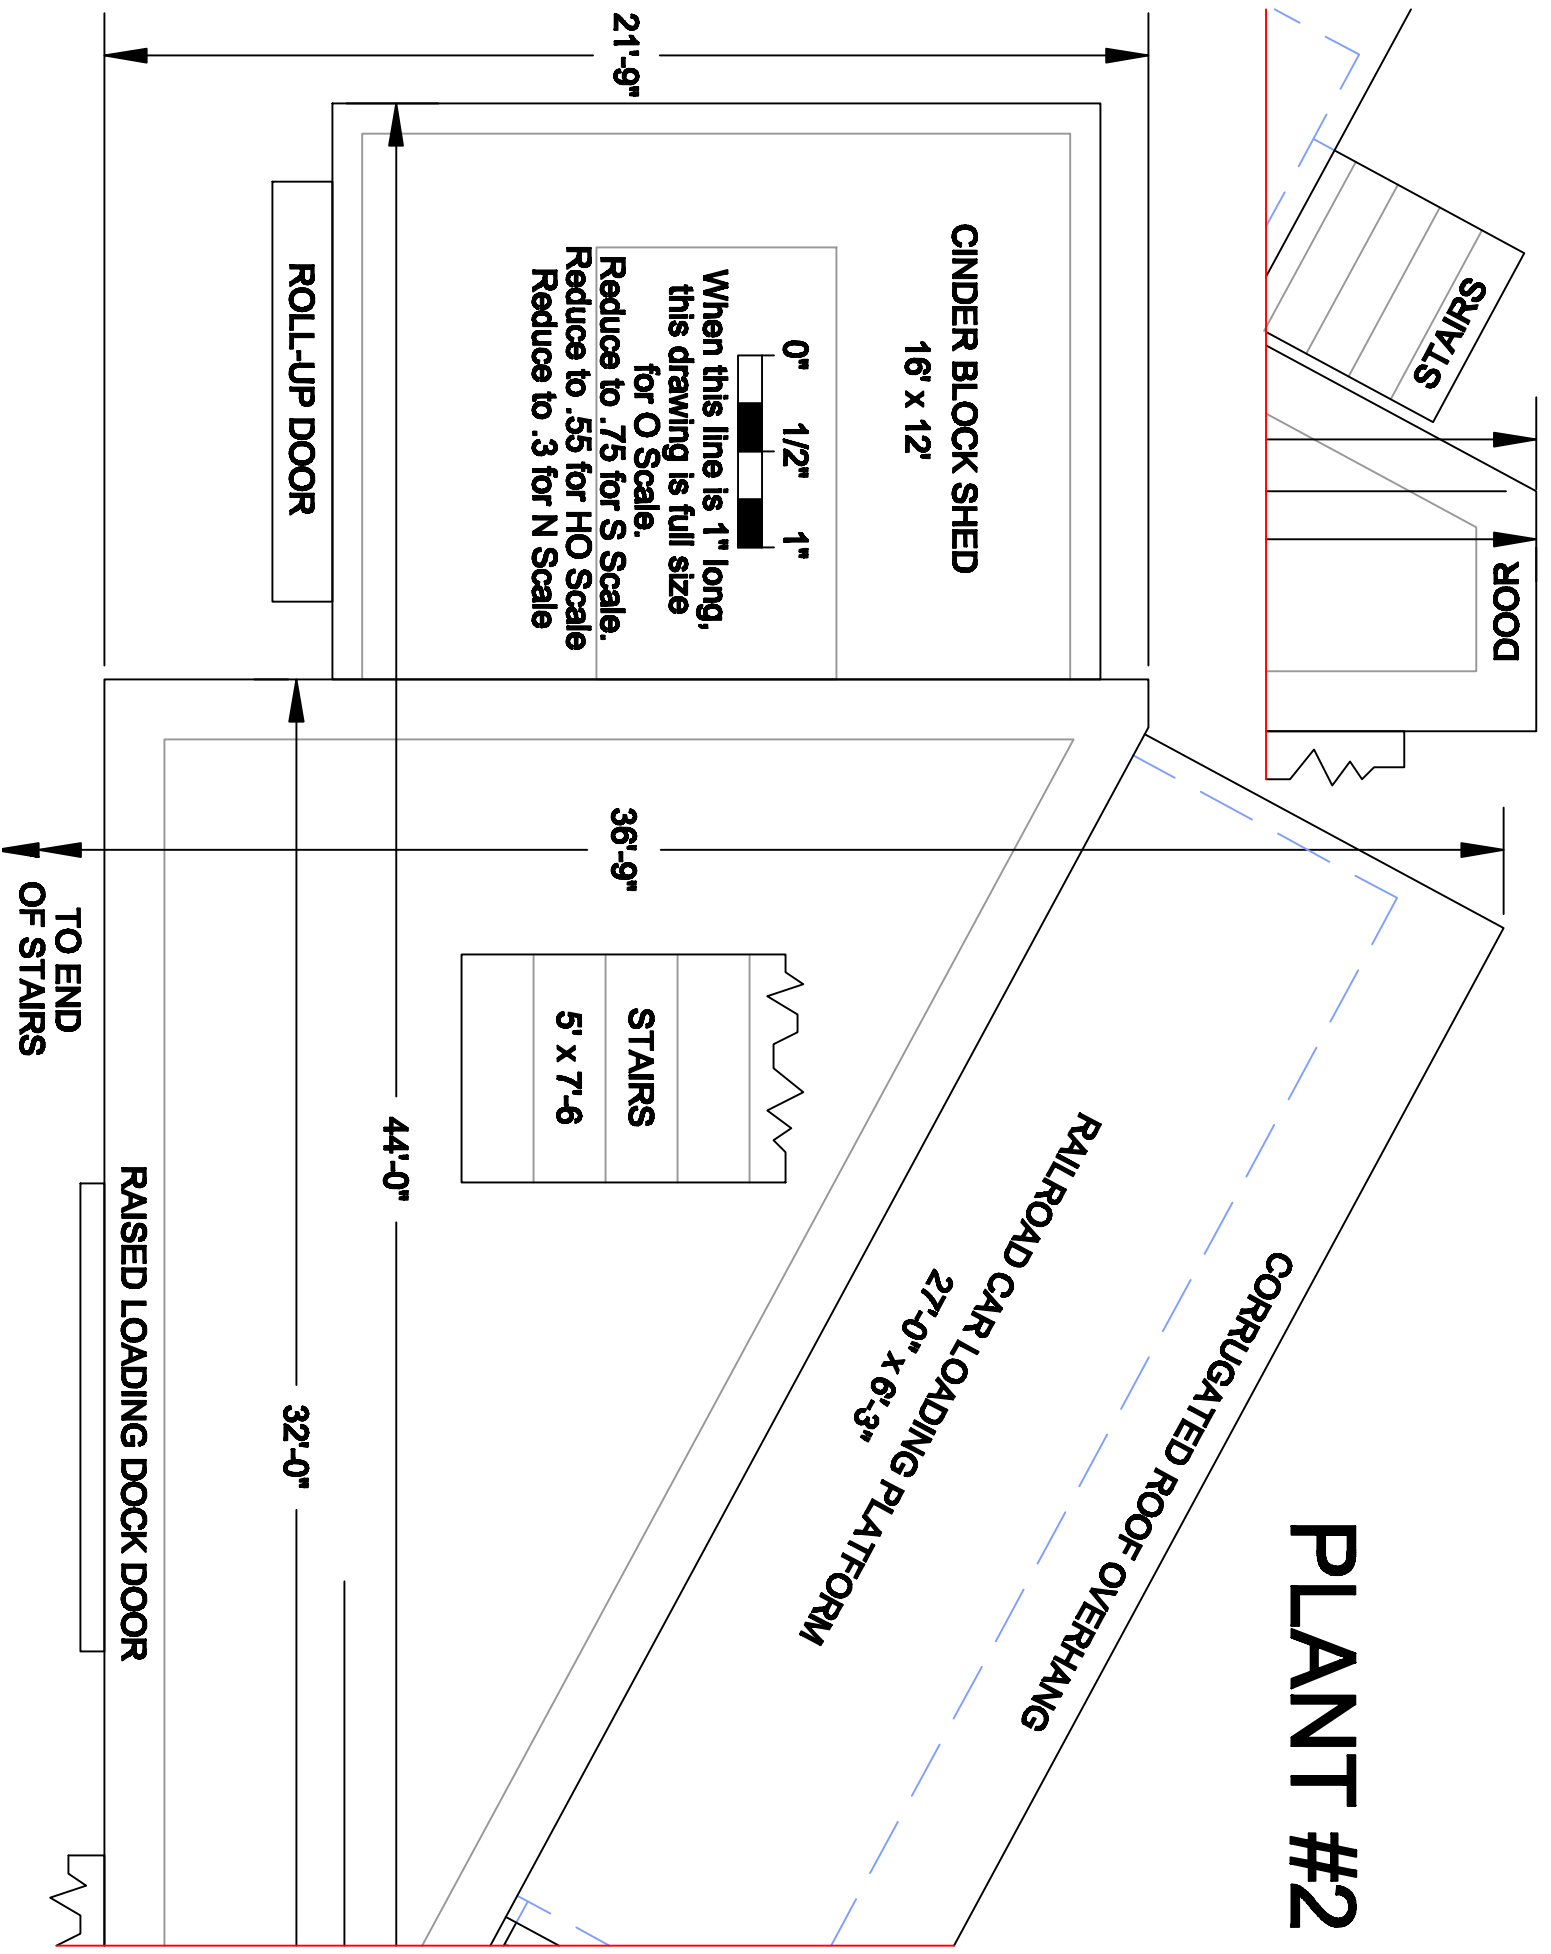 PLANT #2
STAIRS
DOOR
CORRUGATED ROOF OVERHANG
RAILROAD CAR LOADING PLATFORM
27'-0" x 6'-3"
CINDER BLOCK SHED
16' x 12'
0" 1/2" 1"
When this line is 1" long,
this drawing is full size
for O Scale.
Reduce to .75 for S Scale.
Reduce to .55 for HO Scale
Reduce to .3 for N Scale
21'-9"
36'-9"
STAIRS
5' x 7'-6
44'-0"
ROLL-UP DOOR
32'-0"
RAISED LOADING DOCK DOOR
TO END
OF STAIRS